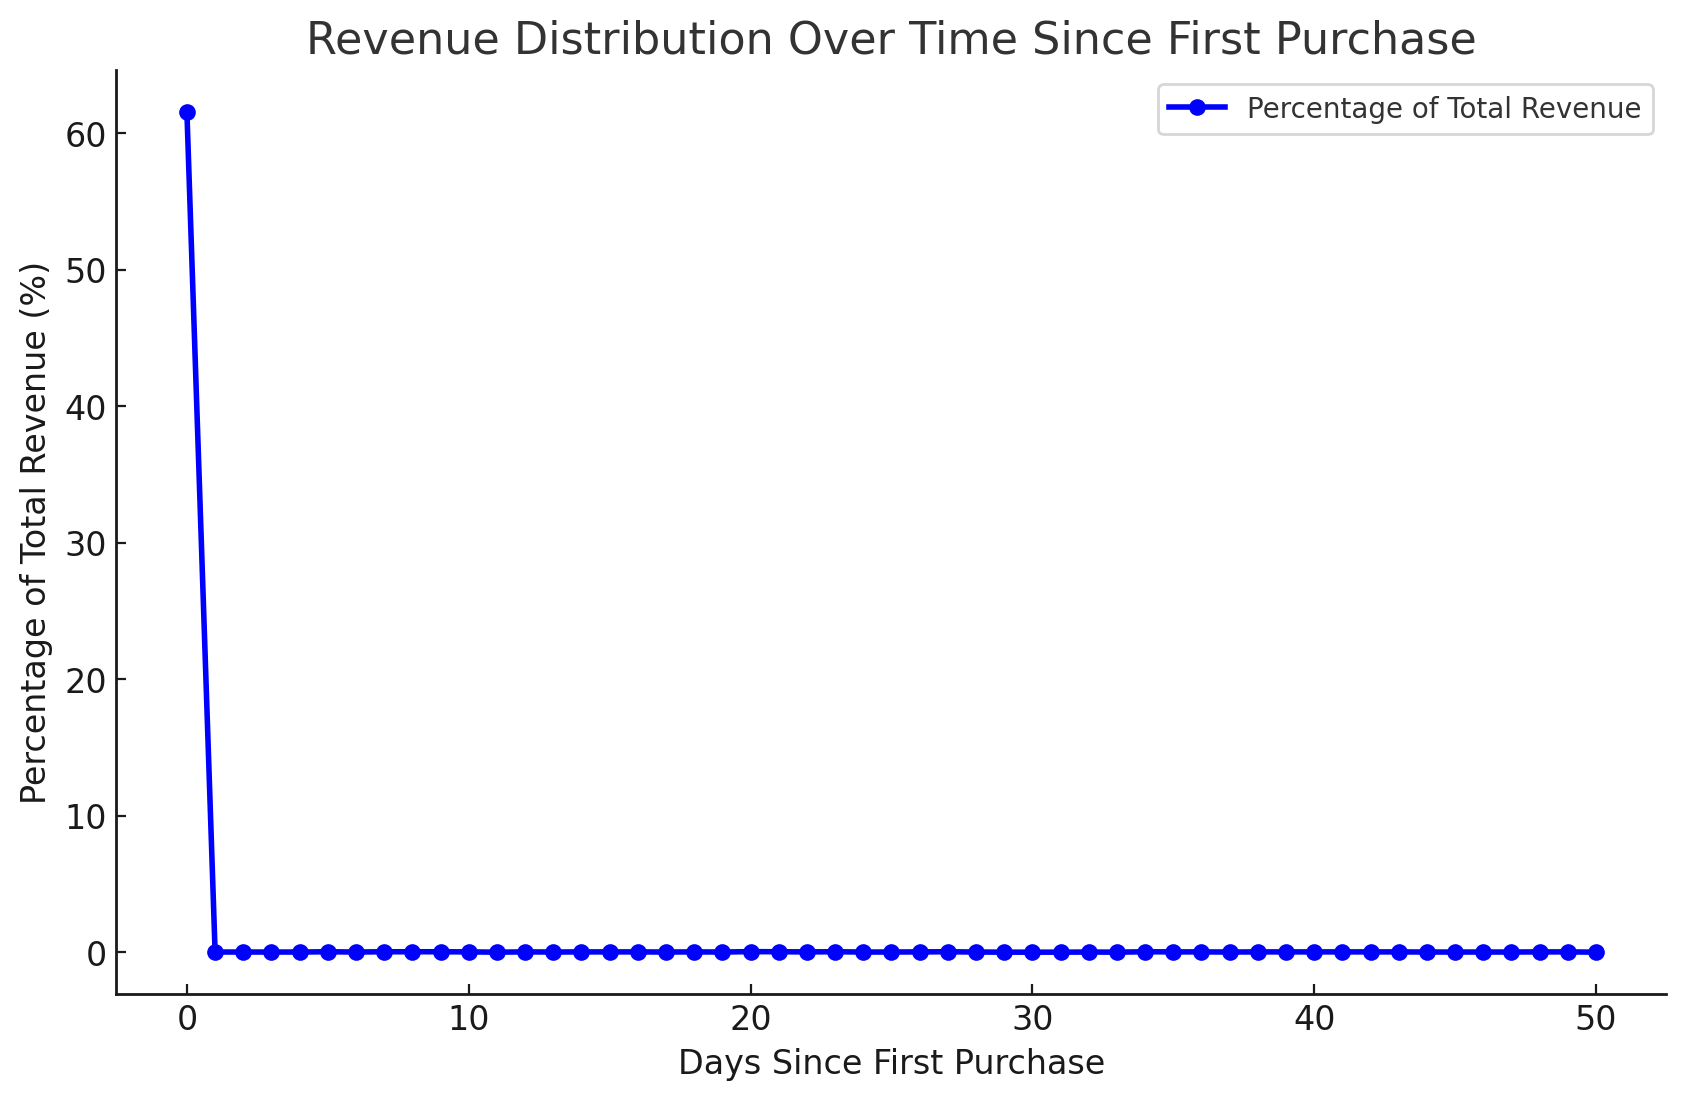 Revenue Distribution Over Time Since First Purchase
Percentage of Total Revenue
Percentage of Total Revenue (%)
60
50
40
30
20
10
0
0 10 20 30 40 50
Days Since First Purchase